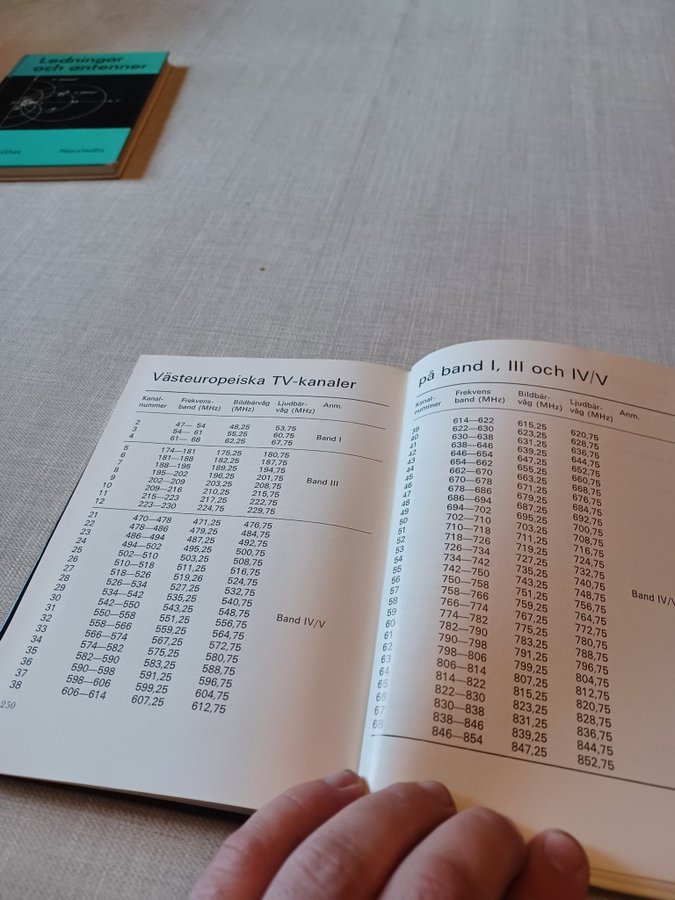 Ledningar
och antenner
Glas Norstedts
Västeuropeiska TV-kanaler
Kanal- Frekvens- Bildbärvåg Ljudbär- Anm.
nummer band (MHz) (MHz) våg (MHz)
2 47— 54 48,25 53,75
3 54— 61 55,25 60,75 Band I
4 61— 68 62,25 67,75
5 174—181 175,25 180,75
6 181—188 182,25 187,75
7 188—195 189,25 194,75
8 195—202 196,25 201,75 Band III
9 202—209 203,25 208,75
10 209—216 210,25 215,75
11 215—223 217,25 222,75
12 223—230 224,75 229,75
21 470—478 471,25 476,75
22 478—486 479,25 484,75
23 486—494 487,25 492,75
24 494—502 495,25 500,75
25 502—510 503,25 508,75
26 510—518 511,25 516,75
27 518—526 519,26 524,75
28 526—534 527,25 532,75
29 534—542 535,25 540,75
30 542—550 543,25 548,75
31 550—558 551,25 556,75 Band IV/V
32 558—566 559,25 564,75
33 566—574 567,25 572,75
34 574—582 575,25 580,75
35 582—590 583,25 588,75
36 590—598 591,25 596,75
37 598—606 599,25 604,75
38 606—614 607,25 612,75
250
på band I, III och IV/V
Kanal- Frekvens Bildbär- Ljudbär- Anm.
nummer band (MHz) våg (MHz) våg (MHz)
39 614—622 615,25 620,75
40 622—630 623,25 628,75
41 630—638 631,25 636,75
42 638—646 639,25 644,75
43 646—654 647,25 652,75
44 654—662 655,25 660,75
45 662—670 663,25 668,75
46 670—678 671,25 676,75
47 678—686 679,25 684,75
48 686—694 687,25 692,75
49 694—702 695,25 700,75
50 702—710 703,25 708,75
51 710—718 711,25 716,75
52 718—726 719,25 724,75
53 726—734 727,25 732,75
54 734—742 735,25 740,75
55 742—750 743,25 748,75 Band IV/V
56 750—758 751,25 756,75
57 758—766 759,25 764,75
58 766—774 767,25 772,75
59 774—782 775,25 780,75
60 782—790 783,25 788,75
61 790—798 791,25 796,75
62 798—806 799,25 804,75
63 806—814 807,25 812,75
64 814—822 815,25 820,75
65 822—830 823,25 828,75
66 830—838 831,25 836,75
67 838—846 839,25 844,75
68 846—854 847,25 852,75